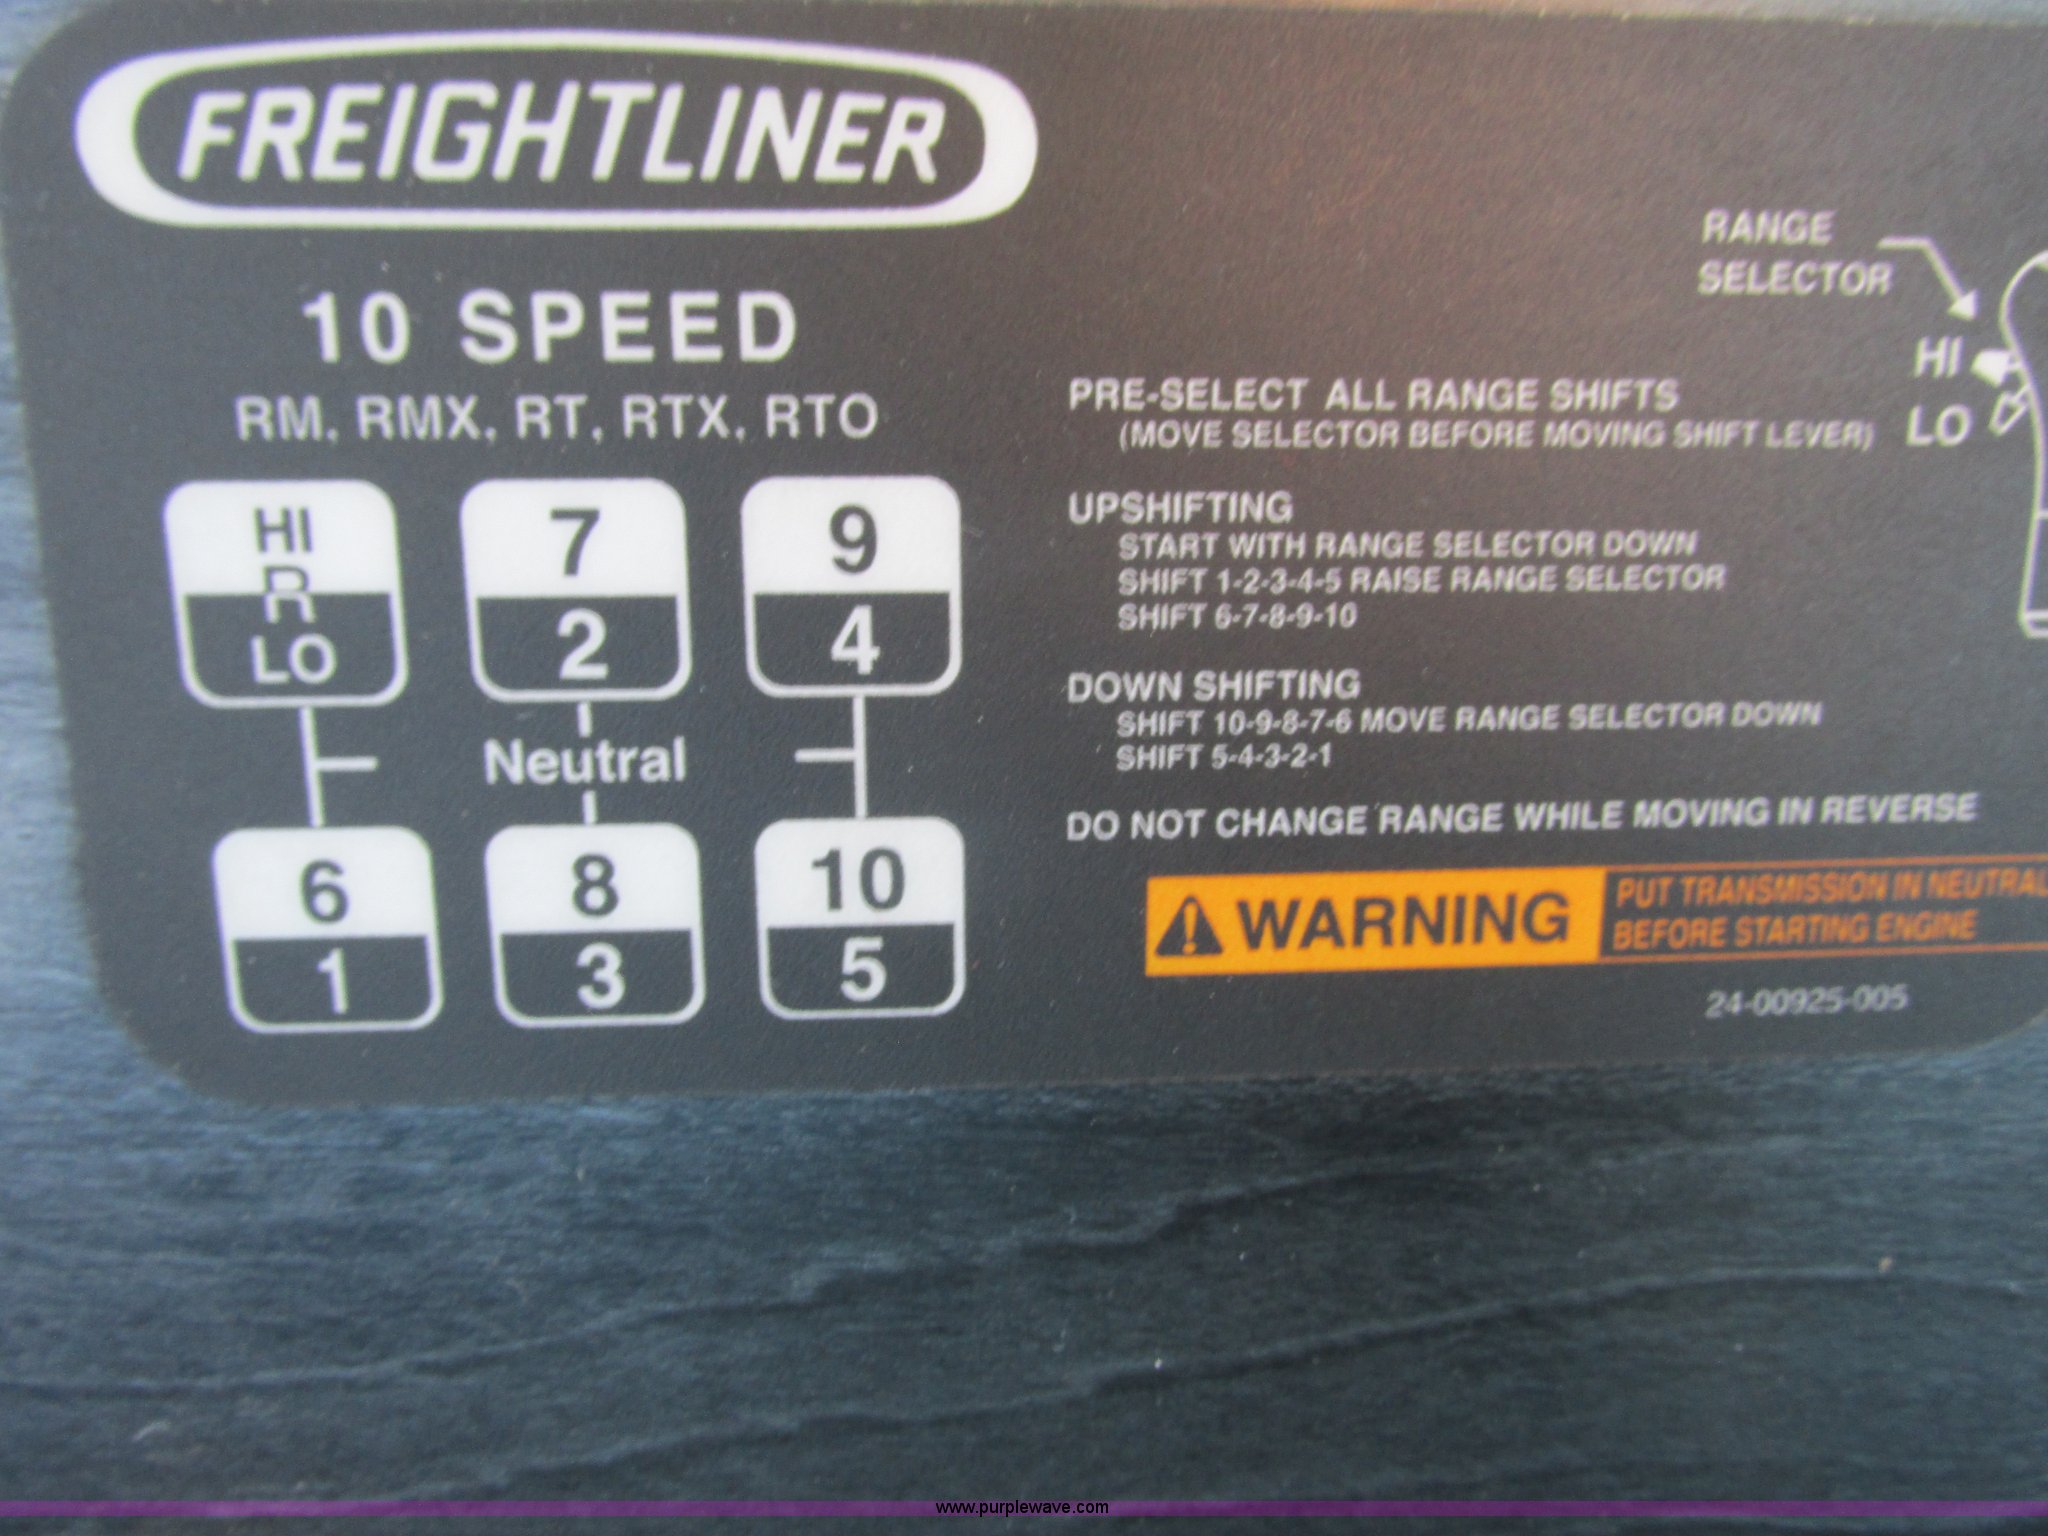 FREIGHTLINER
10 SPEED
RM, RMX, RT, RTX, RTO
HI
R
LO
7
2
9
4
Neutral
6
1
8
3
10
5
RANGE
SELECTOR
HI
LO
PRE-SELECT ALL RANGE SHIFTS
(MOVE SELECTOR BEFORE MOVING SHIFT LEVER)
UPSHIFTING
START WITH RANGE SELECTOR DOWN
SHIFT 1-2-3-4-5 RAISE RANGE SELECTOR
SHIFT 6-7-8-9-10
DOWN SHIFTING
SHIFT 10-9-8-7-6 MOVE RANGE SELECTOR DOWN
SHIFT 5-4-3-2-1
DO NOT CHANGE RANGE WHILE MOVING IN REVERSE
WARNING
PUT TRANSMISSION IN NEUTRAL
BEFORE STARTING ENGINE
24-00925-005
www.purplewave.com